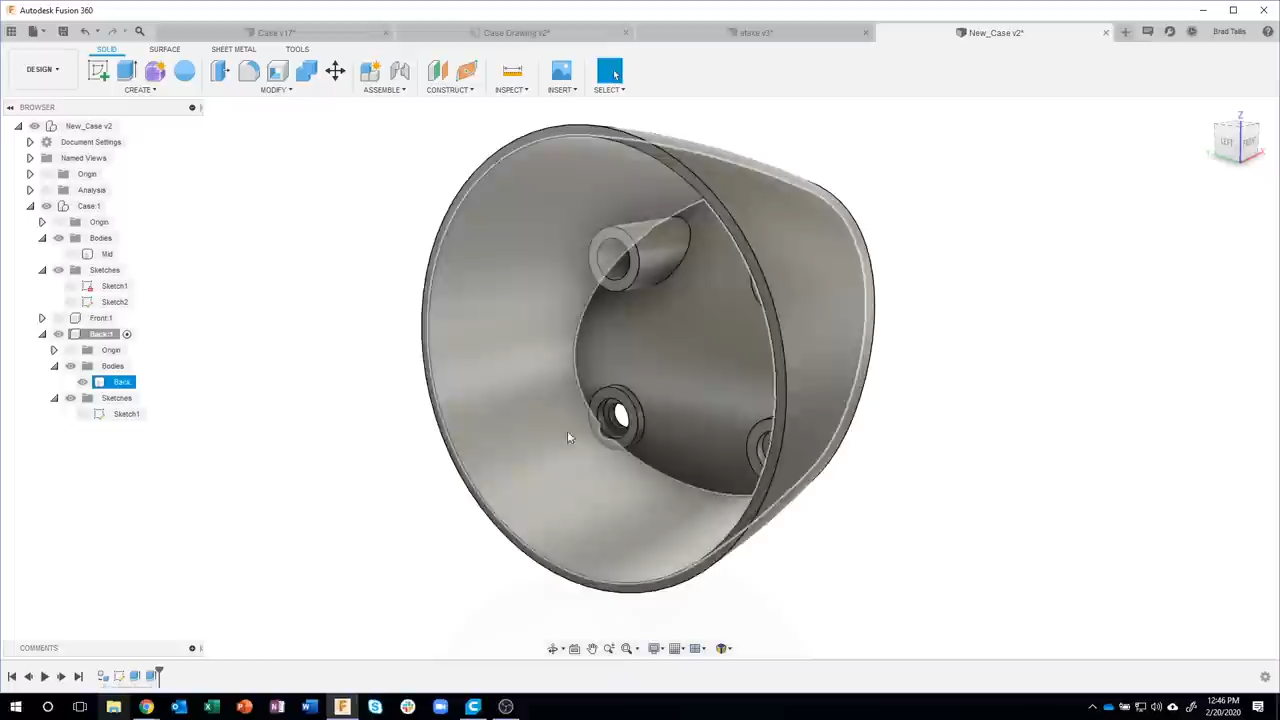 Autodesk Fusion 360
Case v17*
Case Drawing v2*
stake v3*
New_Case v2*
Brad Tallis
SOLID
SURFACE
SHEET METAL
TOOLS
DESIGN
CREATE
MODIFY
ASSEMBLE
CONSTRUCT
INSPECT
INSERT
SELECT
BROWSER
New_Case v2
Document Settings
Named Views
Origin
Analysis
Case:1
Origin
Bodies
Mid
Sketches
Sketch1
Sketch2
Front:1
Back:1
Origin
Bodies
Back
Sketches
Sketch1
Z
LEFT
COMMENTS
12:46 PM
2/20/2020